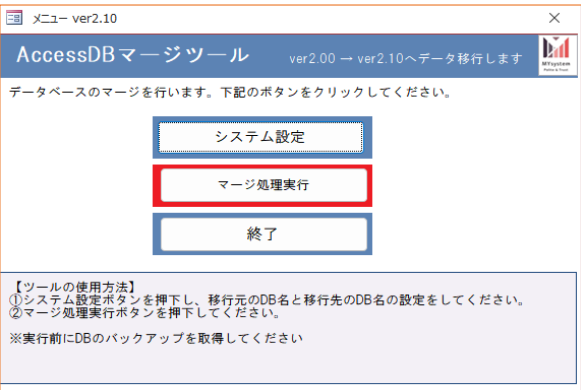 メニュー ver2.10
AccessDBマージツール ver2.00 → ver2.10へデータ移行します
MYsystem
データベースのマージを行います。下記のボタンをクリックしてください。
システム設定
マージ処理実行
終了
【ツールの使用方法】
①システム設定ボタンを押下し、移行元のDB名と移行先のDB名の設定をしてください。
②マージ処理実行ボタンを押下してください。
※実行前にDBのバックアップを取得してください